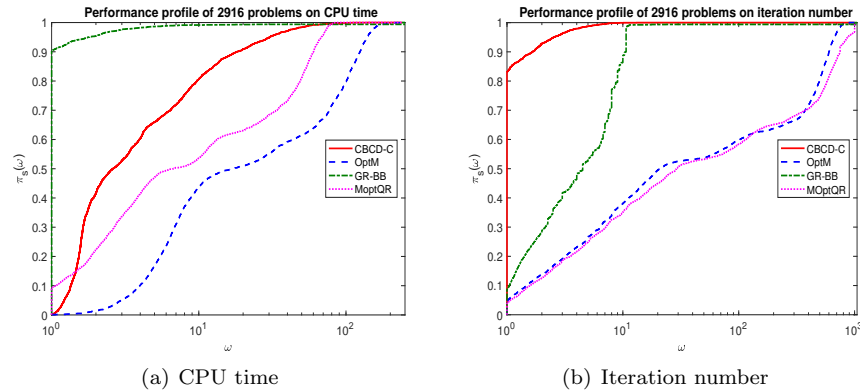 Performance profile of 2916 problems on CPU time
1
0.9
0.8
0.7
0.6
0.5
0.4
0.3
0.2
0.1
0
πs(ω)
CBCD-C
OptM
GR-BB
MoptQR
10^0
10^1
10^2
ω
(a) CPU time
Performance profile of 2916 problems on iteration number
1
0.9
0.8
0.7
0.6
0.5
0.4
0.3
0.2
0.1
0
πs(ω)
CBCD-C
OptM
GR-BB
MOptQR
10^0
10^1
10^2
10^3
ω
(b) Iteration number